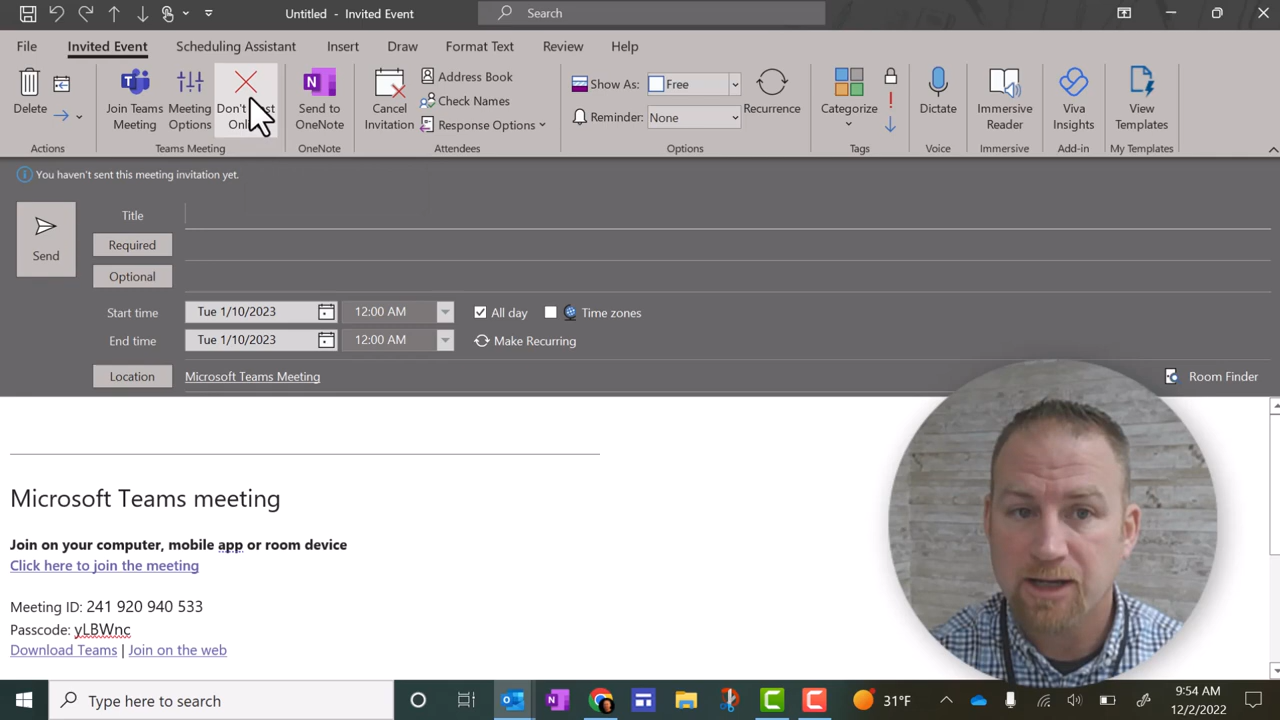 Untitled - Invited Event
Search
File
Invited Event
Scheduling Assistant
Insert
Draw
Format Text
Review
Help
Delete
Join Teams Meeting
Meeting Options
Send to OneNote
Cancel Invitation
Address Book
Check Names
Response Options
Show As:
Free
Reminder:
None
Recurrence
Categorize
Dictate
Immersive Reader
Viva Insights
View Templates
Actions
Teams Meeting
OneNote
Attendees
Options
Tags
Voice
Immersive
Add-in
My Templates
You haven't sent this meeting invitation yet.
Send
Title
Required
Optional
Start time
Tue 1/10/2023
12:00 AM
All day
Time zones
End time
Tue 1/10/2023
12:00 AM
Make Recurring
Location
Microsoft Teams Meeting
Room Finder
Microsoft Teams meeting
Join on your computer, mobile app or room device
Click here to join the meeting
Meeting ID: 241 920 940 533
Passcode: yLBWnc
Download Teams | Join on the web
Type here to search
31°F
9:54 AM
12/2/2022